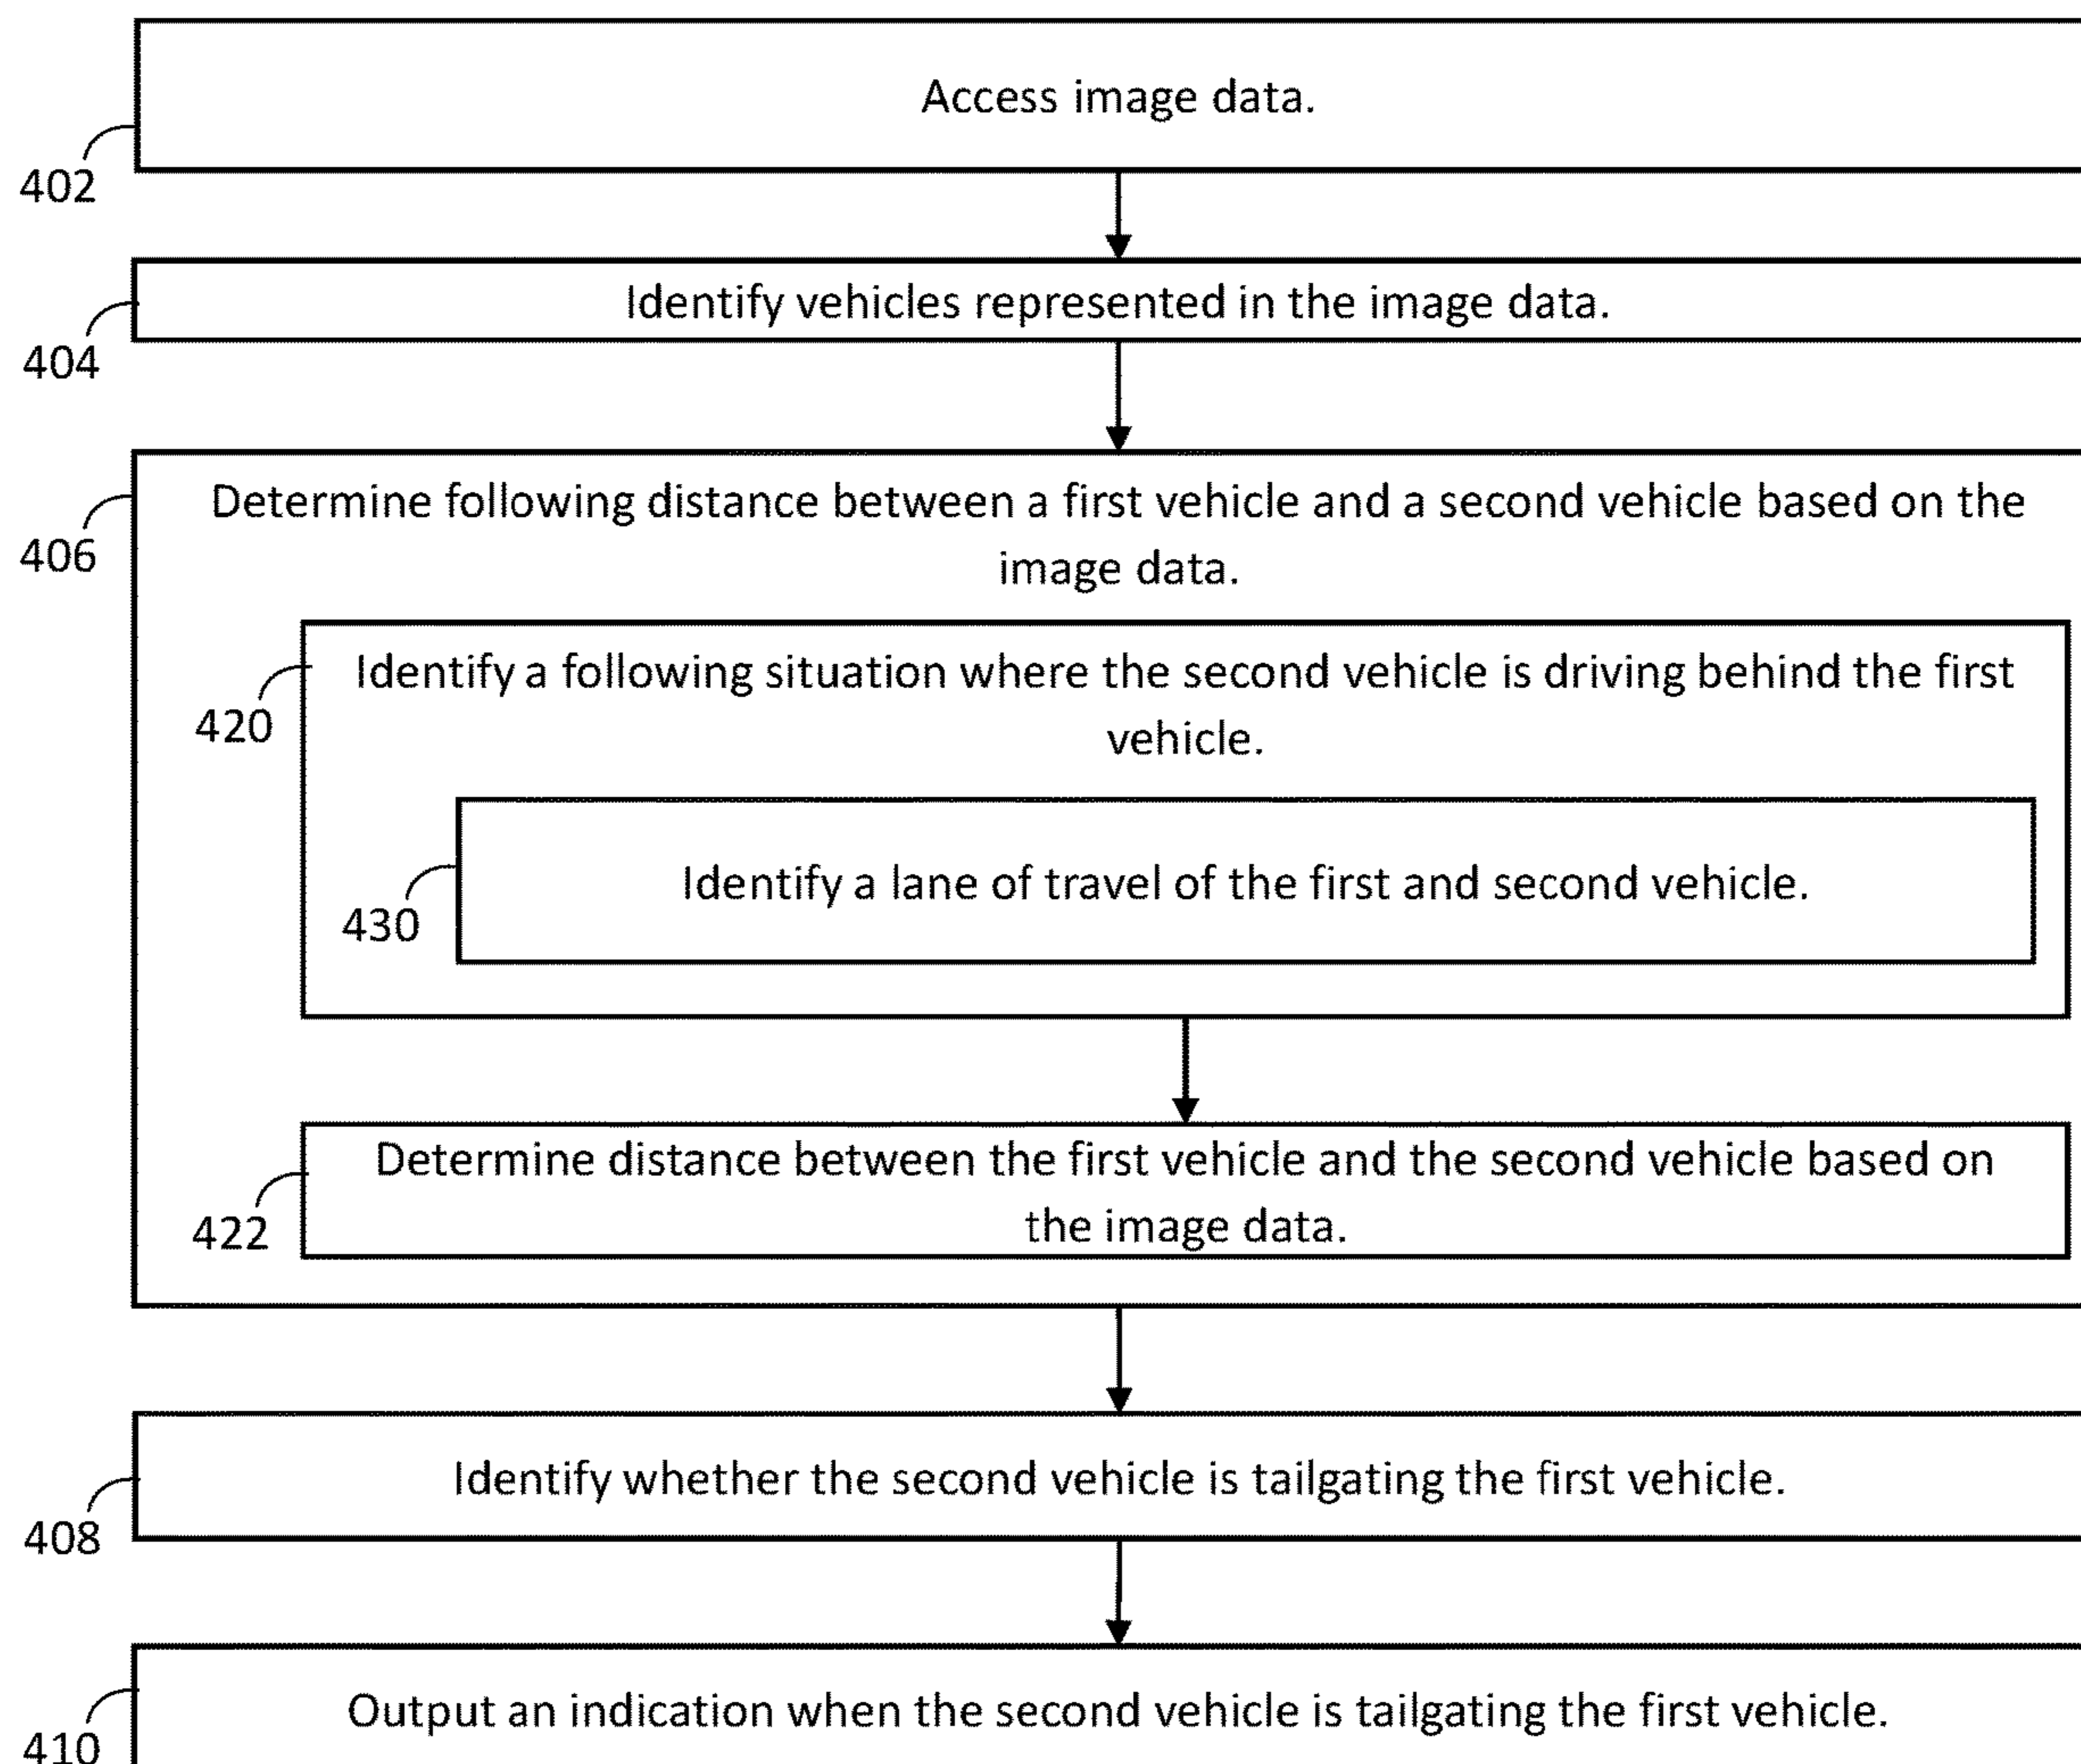 Access image data.
402
Identify vehicles represented in the image data.
404
Determine following distance between a first vehicle and a second vehicle based on the
image data.
406
Identify a following situation where the second vehicle is driving behind the first
vehicle.
420
Identify a lane of travel of the first and second vehicle.
430
Determine distance between the first vehicle and the second vehicle based on
the image data.
422
Identify whether the second vehicle is tailgating the first vehicle.
408
Output an indication when the second vehicle is tailgating the first vehicle.
410